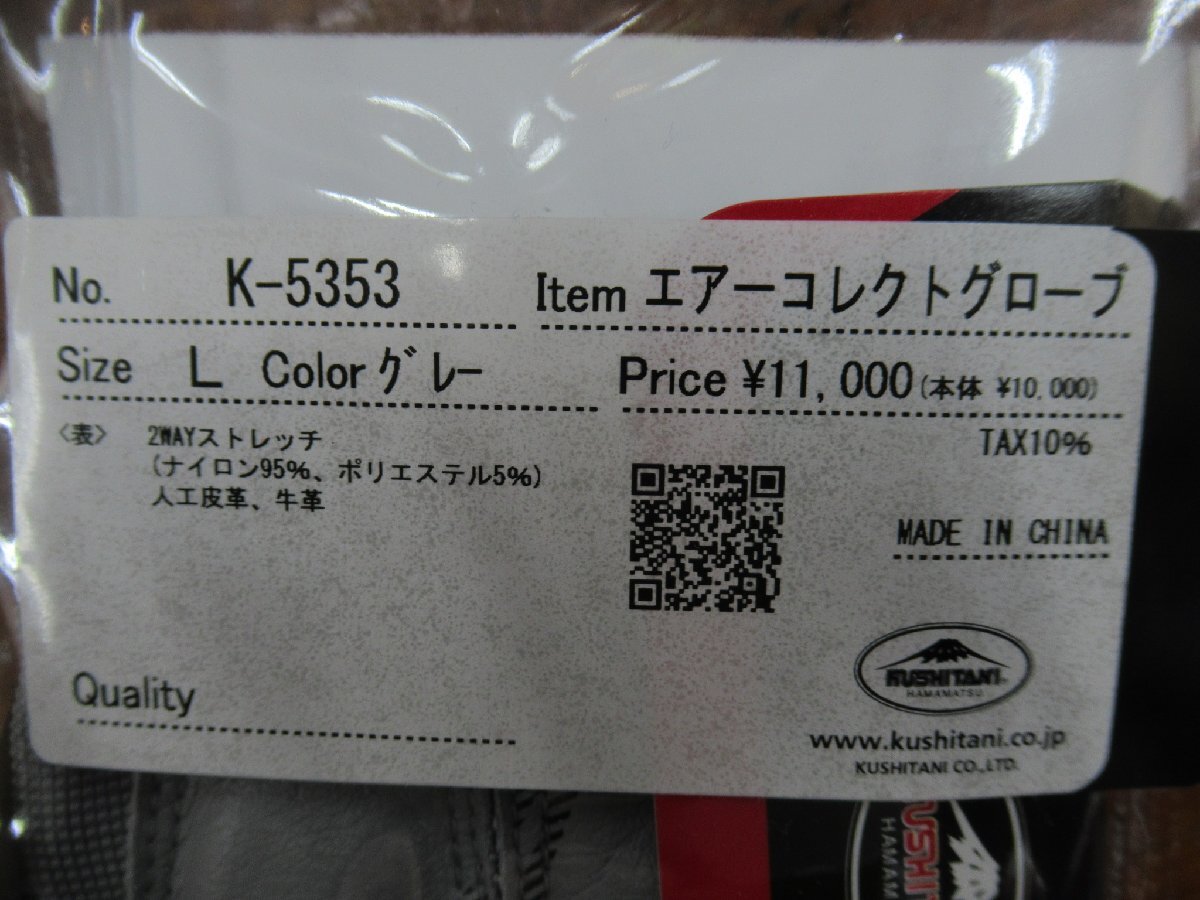 No. K-5353 Item エアーコレクトグローブ
Size L Color グレー Price ¥11,000(本体 ¥10,000)
TAX10%
〈表〉 2WAYストレッチ
(ナイロン95%、ポリエステル5%)
人工皮革、牛革
MADE IN CHINA
KUSHITANI
HAMAMATSU
Quality
www.kushitani.co.jp
KUSHITANI CO.,LTD.
USHI
HAMAM